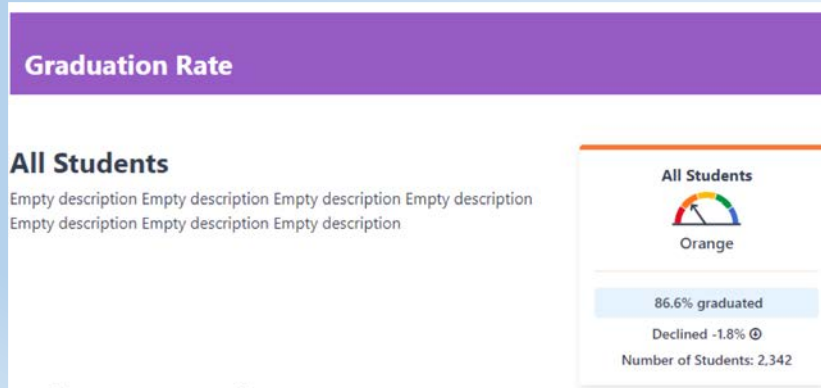 Graduation Rate
All Students
Empty description Empty description Empty description Empty description
Empty description Empty description Empty description
All Students
Orange
86.6% graduated
Declined -1.8%
Number of Students: 2,342